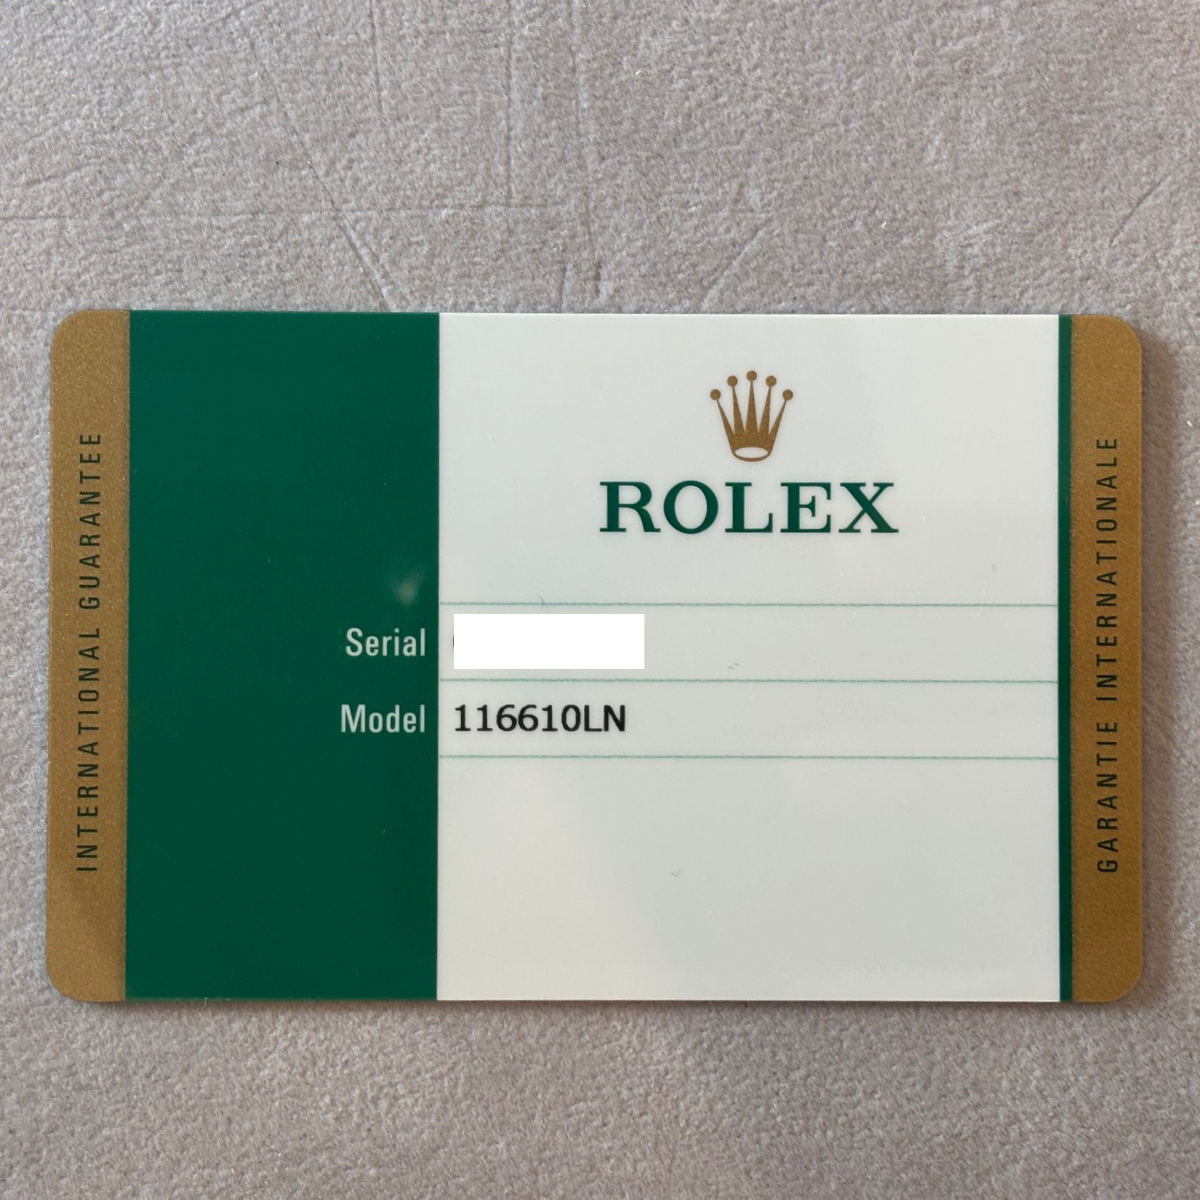 INTERNATIONAL GUARANTEE
ROLEX
Serial
Model 116610LN
GARANTIE INTERNATIONALE